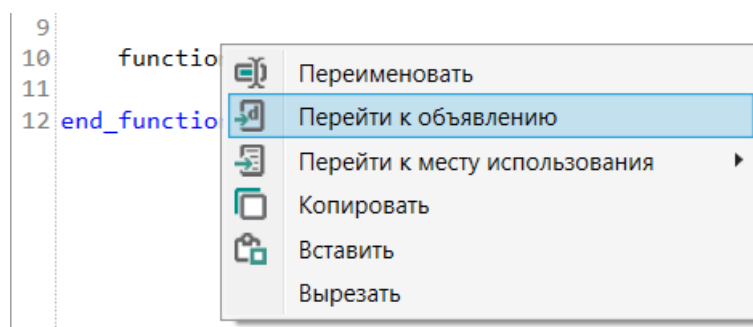 9
10 functio
11
12 end_functio
Переименовать
Перейти к объявлению
Перейти к месту использования
Копировать
Вставить
Вырезать